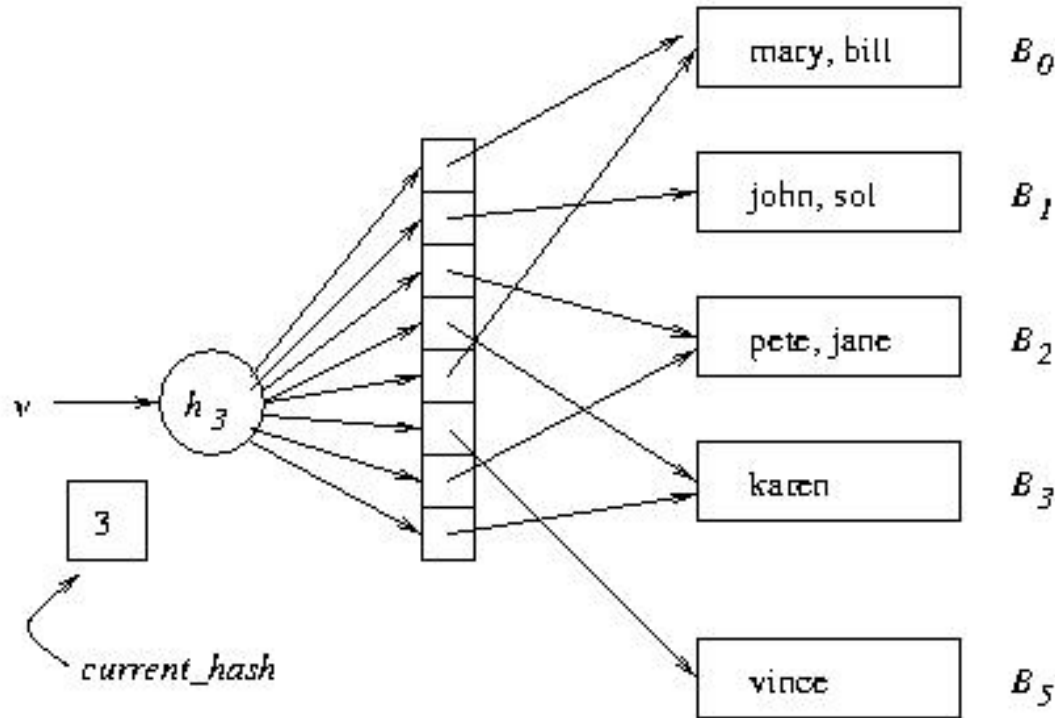 mary, bill
B0
john, sol
B1
pete, jane
B2
v
h3
karen
B3
3
current_hash
vince
B5